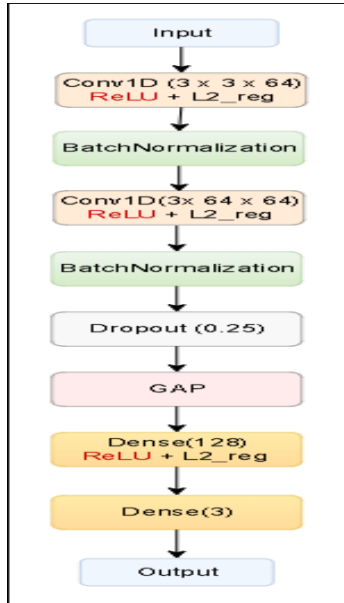 Input
Conv1D (3 x 3 x 64)
ReLU + L2_reg
BatchNormalization
Conv1D(3x 64 x 64)
ReLU + L2_reg
BatchNormalization
Dropout (0.25)
GAP
Dense(128)
ReLU + L2_reg
Dense(3)
Output